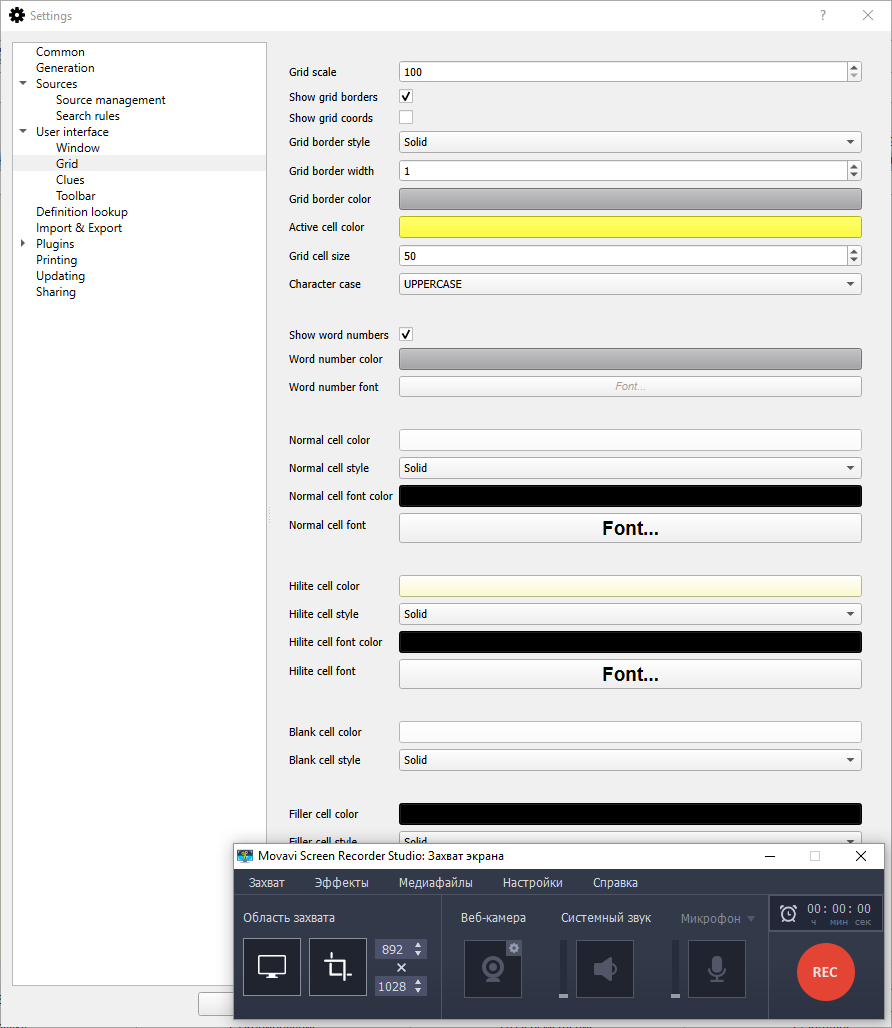 Settings
?
Common
Generation
Sources
Source management
Search rules
User interface
Window
Grid
Clues
Toolbar
Definition lookup
Import & Export
Plugins
Printing
Updating
Sharing
Grid scale 100
Show grid borders
Show grid coords
Grid border style Solid
Grid border width 1
Grid border color
Active cell color
Grid cell size 50
Character case UPPERCASE
Show word numbers
Word number color
Word number font Font...
Normal cell color
Normal cell style Solid
Normal cell font color
Normal cell font Font...
Hilite cell color
Hilite cell style Solid
Hilite cell font color
Hilite cell font Font...
Blank cell color
Blank cell style Solid
Filler cell color
Filler cell style Solid
Movavi Screen Recorder Studio: Захват экрана
Захват Эффекты Медиафайлы Настройки Справка
Область захвата Веб-камера Системный звук Микрофон
00:00:00
ч мин сек
892
1028
REC